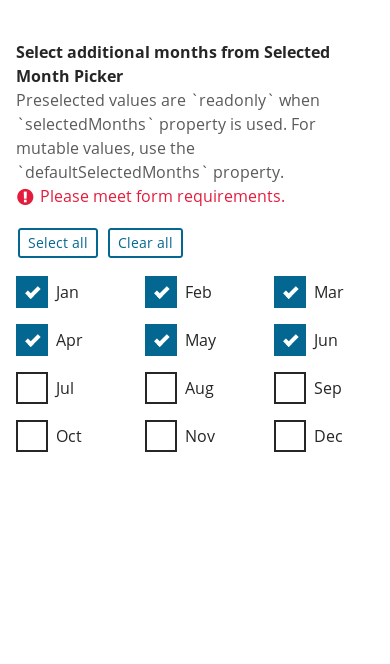 Select additional months from Selected
Month Picker
Preselected values are `readonly` when
`selectedMonths` property is used. For
mutable values, use the
`defaultSelectedMonths` property.
Please meet form requirements.
Select all Clear all
Jan Feb Mar
Apr May Jun
Jul Aug Sep
Oct Nov Dec